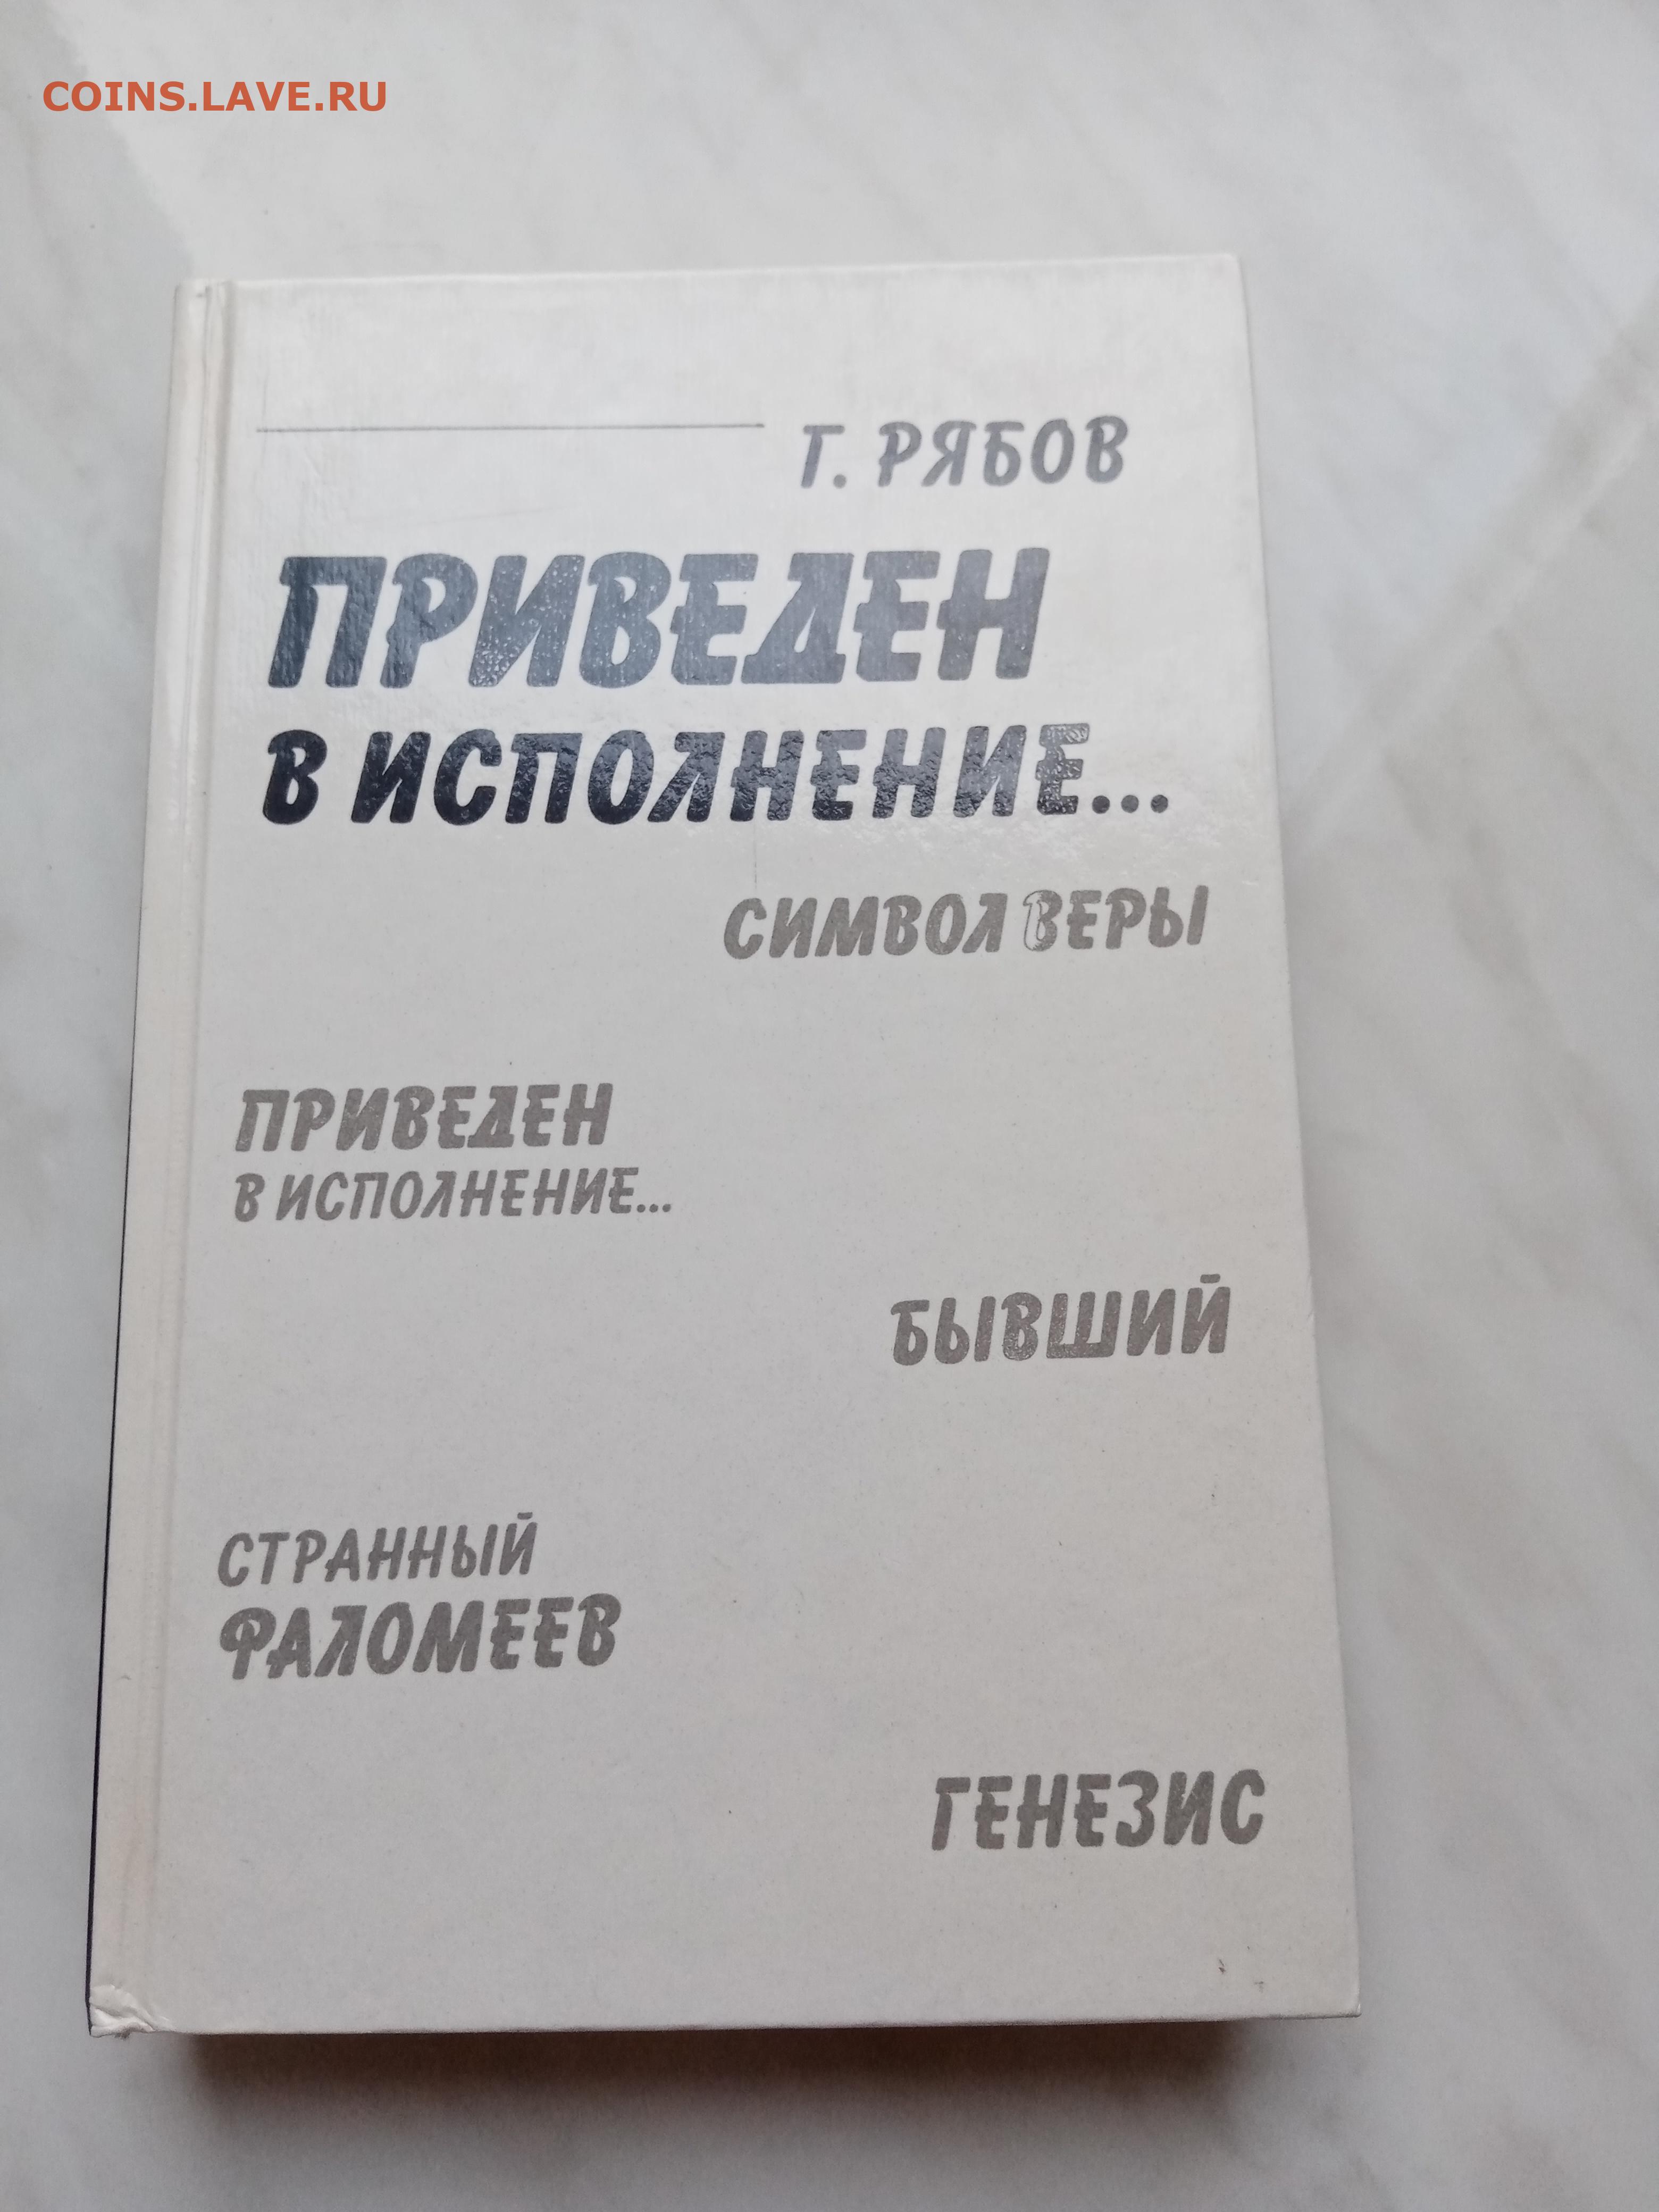 COINS.LAVE.RU
Г. РЯБОВ
ПРИВЕДЕН
В ИСПОЛНЕНИЕ...
СИМВОЛ ВЕРЫ
ПРИВЕДЕН
В ИСПОЛНЕНИЕ...
БЫВШИЙ
СТРАННЫЙ
ФАЛОМЕЕВ
ГЕНЕЗИС